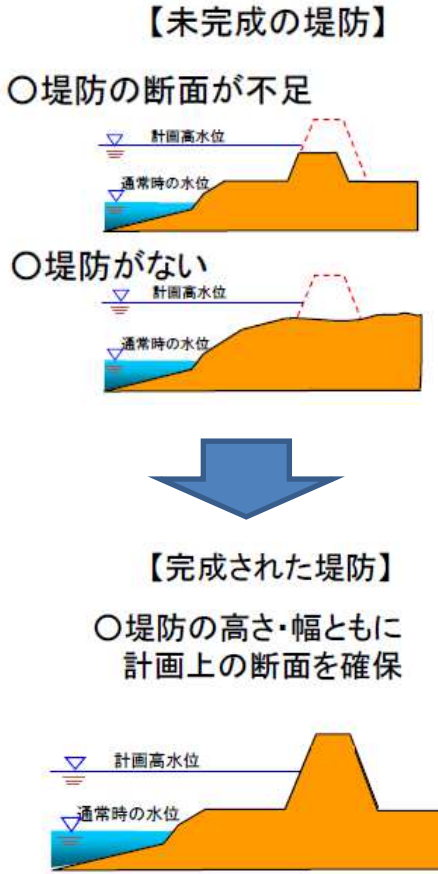 【未完成の堤防】
〇堤防の断面が不足
計画高水位
通常時の水位
〇堤防がない
計画高水位
通常時の水位
【完成された堤防】
〇堤防の高さ・幅ともに
計画上の断面を確保
計画高水位
通常時の水位